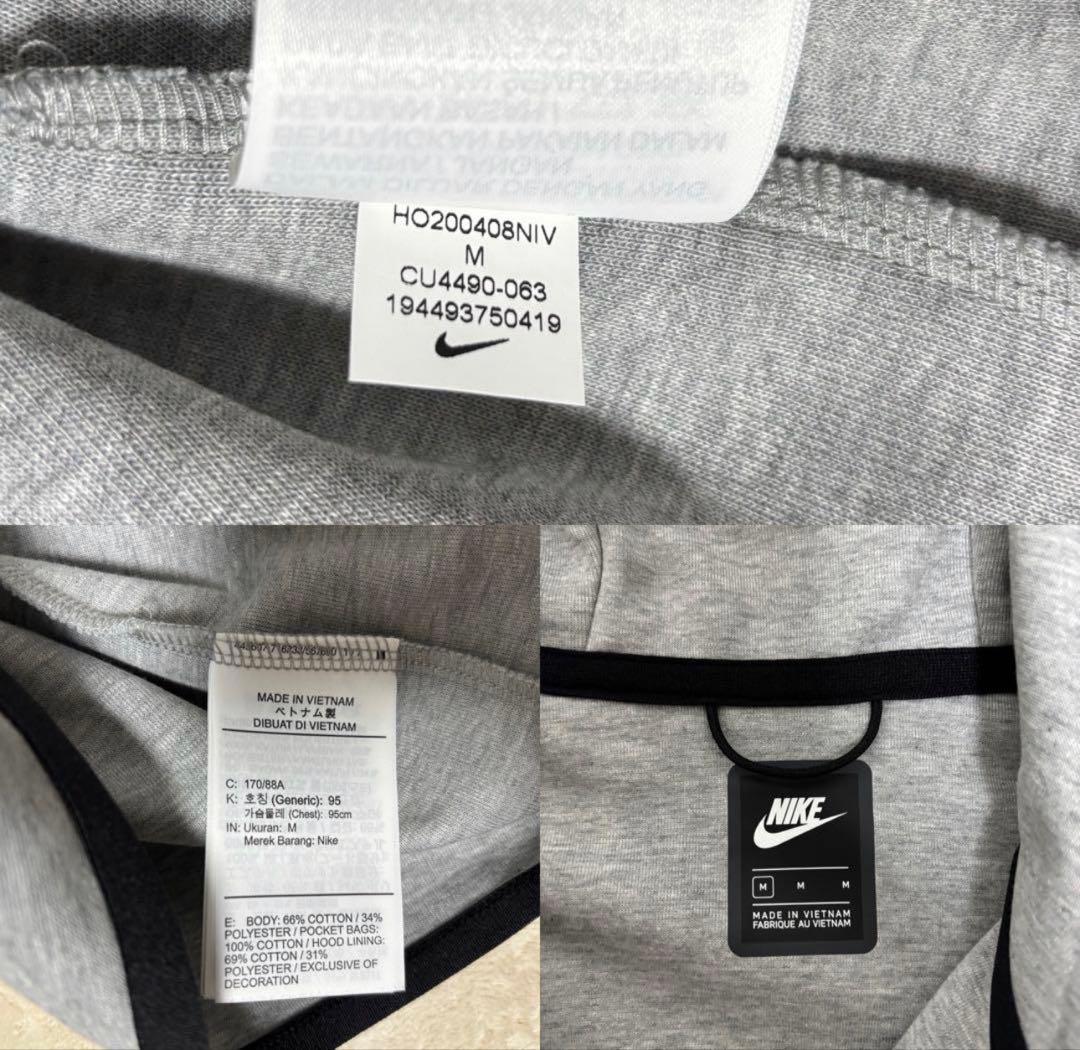 HO200408NIV
M
CU4490-063
194493750419
MADE IN VIETNAM
ベトナム製
DIBUAT DI VIETNAM
C: 170/88A
K: 호칭 (Generic): 95
가슴둘레 (Chest): 95cm
IN: Ukuran: M
Merek Barang: Nike
E: BODY: 66% COTTON / 34%
POLYESTER / POCKET BAGS:
100% COTTON / HOOD LINING:
69% COTTON / 31%
POLYESTER / EXCLUSIVE OF
DECORATION
NIKE
M M M
MADE IN VIETNAM
FABRIQUE AU VIETNAM